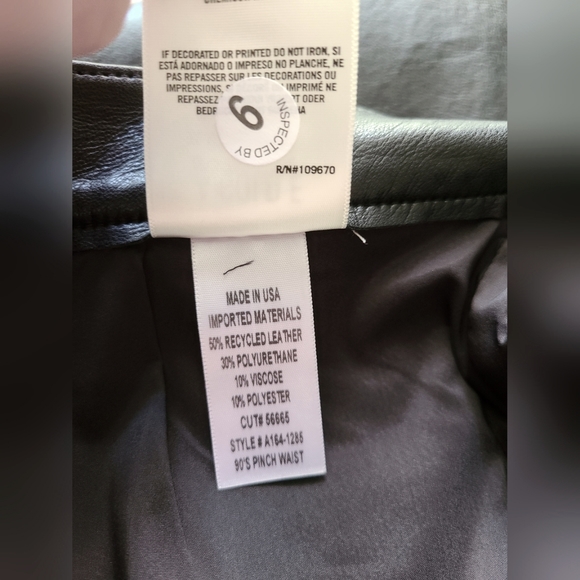 IF DECORATED OR PRINTED DO NOT IRON, SI
ESTÁ ADORNADO O IMPRESO NO PLANCHE, NE
PAS REPASSER SUR LES DECORATIONS OU
IMPRESSIONS,
REPASSEZ OT ODER
INSPECTED BY
6
R/N#109670
MADE IN USA
IMPORTED MATERIALS
50% RECYCLED LEATHER
30% POLYURETHANE
10% VISCOSE
10% POLYESTER
CUT# 56665
STYLE # A164-1285
90'S PINCH WAIST